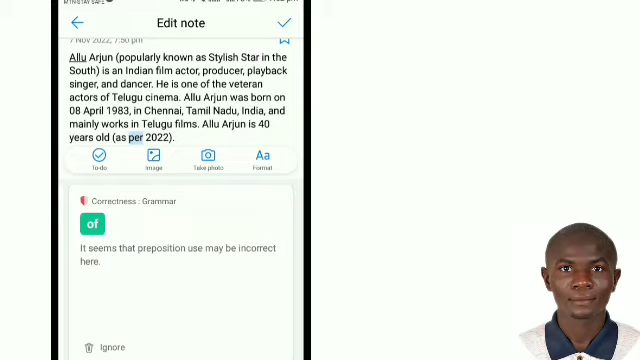 MTN STAY SAFE
Edit note
7 Nov 2022, 7:50 pm
Allu Arjun (popularly known as Stylish Star in the
South) is an Indian film actor, producer, playback
singer, and dancer. He is one of the veteran
actors of Telugu cinema. Allu Arjun was born on
08 April 1983, in Chennai, Tamil Nadu, India, and
mainly works in Telugu films. Allu Arjun is 40
years old (as per 2022).
To-do Image Take photo Format
Correctness: Grammar
of
It seems that preposition use may be incorrect
here.
Ignore